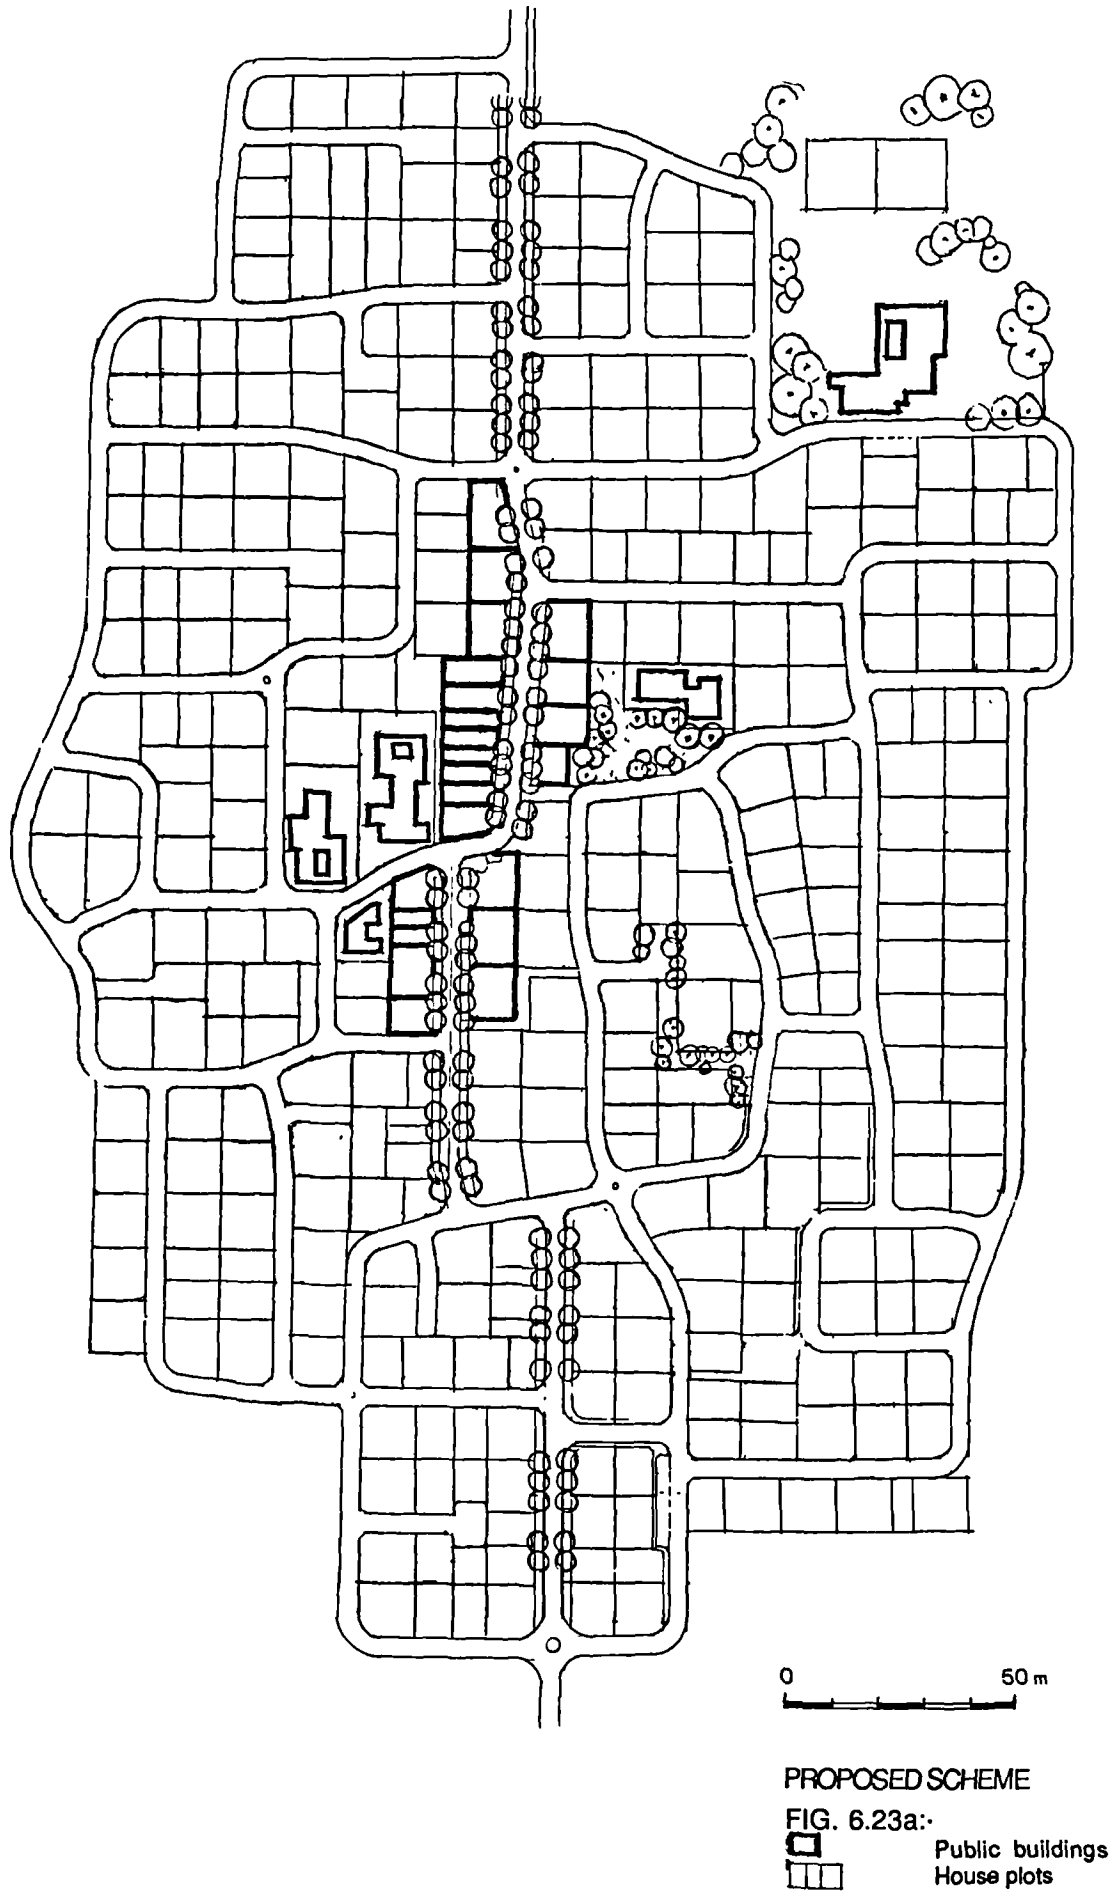 0 50 m
PROPOSED SCHEME
FIG. 6.23a:-
Public buildings
House plots